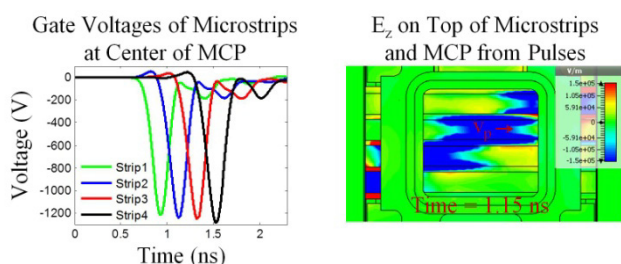 Gate Voltages of Microstrips
at Center of MCP
0
-200
-400
-600
-800
-1000
-1200
Voltage (V)
Strip1
Strip2
Strip3
Strip4
0
0.5
1
1.5
2
Time (ns)
E_z on Top of Microstrips
and MCP from Pulses
V/m
1.5e+05
1.05e+05
5.91e+04
0
-5.91e+04
-1.05e+05
-1.5e+05
V_p
Time = 1.15 ns